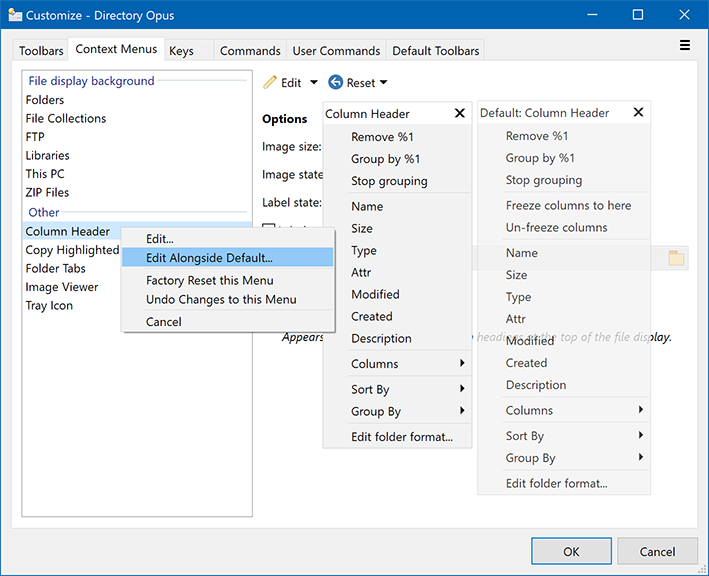 Customize - Directory Opus
Toolbars Context Menus Keys Commands User Commands Default Toolbars
File display background
Folders
File Collections
FTP
Libraries
This PC
ZIP Files
Other
Column Header
Copy Highlighted
Folder Tabs
Image Viewer
Tray Icon
Edit...
Edit Alongside Default...
Factory Reset this Menu
Undo Changes to this Menu
Cancel
Edit Reset
Options
Image size:
Image state
Label state:
Column Header
Remove %1
Group by %1
Stop grouping
Name
Size
Type
Attr
Modified
Created
Description
Columns
Sort By
Group By
Edit folder format...
Default: Column Header
Remove %1
Group by %1
Stop grouping
Freeze columns to here
Un-freeze columns
Name
Size
Type
Attr
Modified
Created
Description
Columns
Sort By
Group By
Edit folder format...
Appears headings at the top of the file display.
OK Cancel